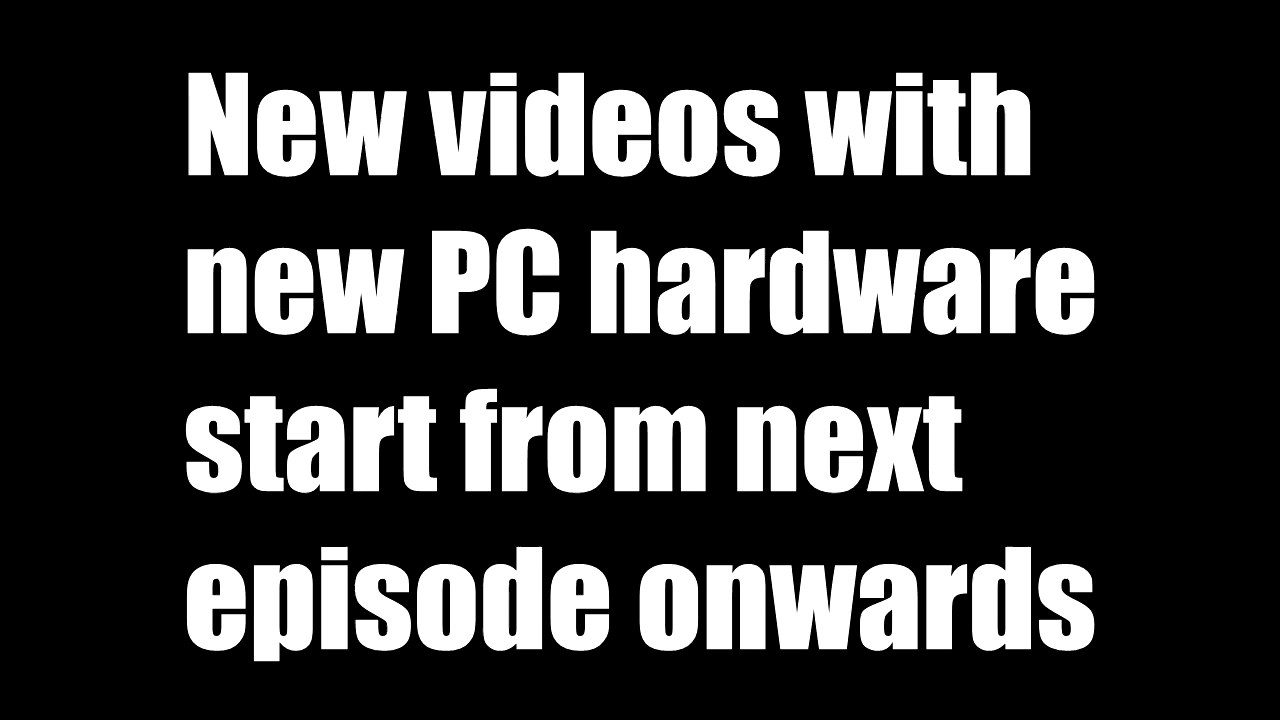 New videos with
new PC hardware
start from next
episode onwards